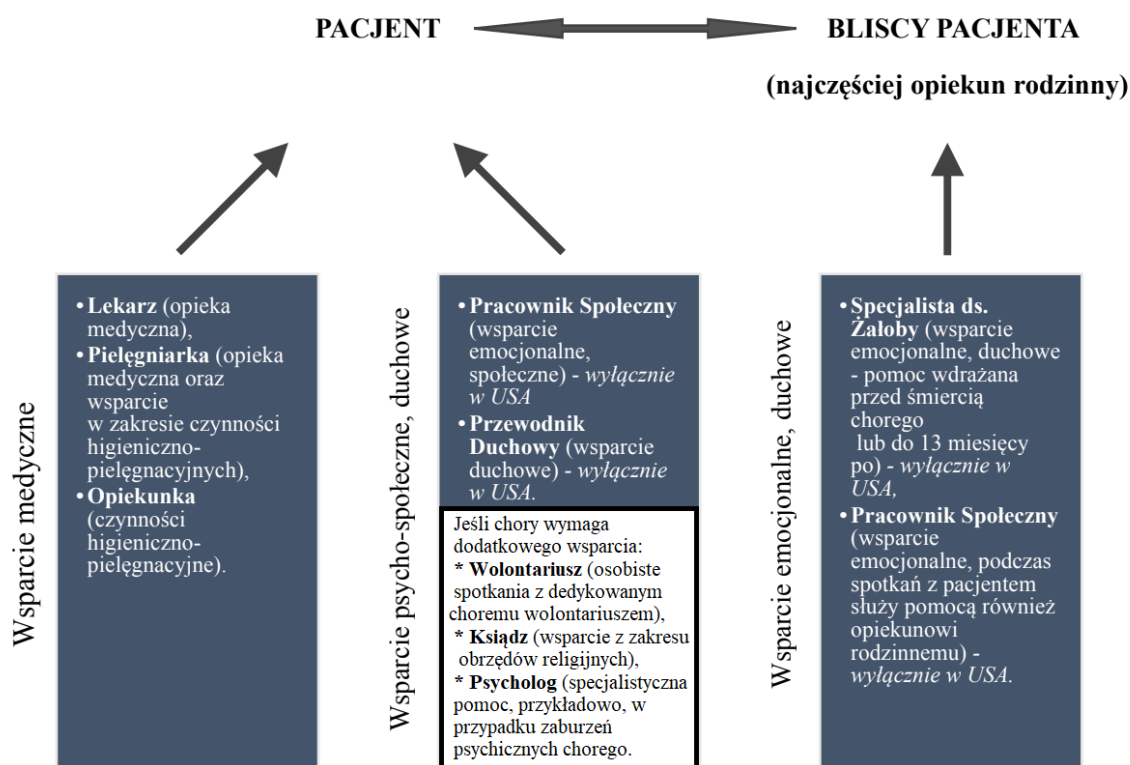 PACJENT
BLISCY PACJENTA
(najczęściej opiekun rodzinny)
Wsparcie medyczne
• Lekarz (opieka
medyczna),
• Pielęgniarka (opieka
medyczna oraz
wsparcie
w zakresie czynności
higieniczno-
pielęgnacyjnych),
• Opiekunka
(czynności
higieniczno-
pielęgnacyjne).
Wsparcie psycho-społeczne, duchowe
• Pracownik Społeczny
(wsparcie
emocjonalne,
społeczne) - wyłącznie
w USA
• Przewodnik
Duchowy (wsparcie
duchowe) - wyłącznie
w USA.
Jeśli chory wymaga
dodatkowego wsparcia:
* Wolontariusz (osobiste
spotkania z dedykowanym
choremu wolontariuszem),
* Ksiądz (wsparcie z zakresu
obrzędów religijnych),
* Psycholog (specjalistyczna
pomoc, przykładowo, w
przypadku zaburzeń
psychicznych chorego.
Wsparcie emocjonalne, duchowe
• Specjalista ds.
Żałoby (wsparcie
emocjonalne, duchowe
- pomoc wdrażana
przed śmiercią
chorego
lub do 13 miesięcy
po) - wyłącznie w
USA,
• Pracownik Społeczny
(wsparcie
emocjonalne, podczas
spotkań z pacjentem
służy pomocą również
opiekunowi
rodzinnemu) -
wyłącznie w USA.